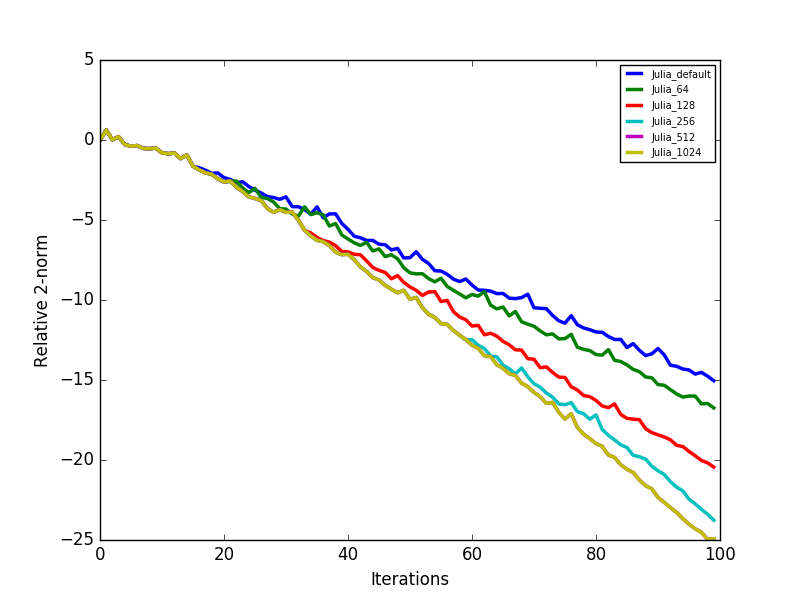 5
0
−5
−10
−15
−20
−25
0
20
40
60
80
100
Relative 2-norm
Iterations
Julia_default
Julia_64
Julia_128
Julia_256
Julia_512
Julia_1024